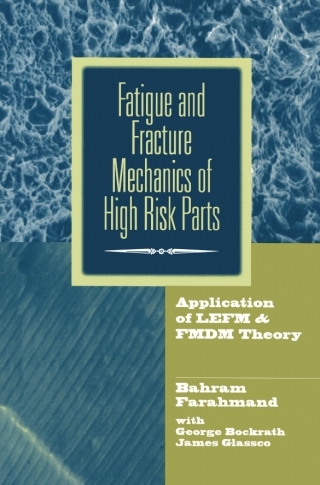 Fatigue and
Fracture
Mechanics of
High Risk Parts
Application
of LEFM &
FMDM Theory
Bahram
Farahmand
with
George Bockrath
James Glassco